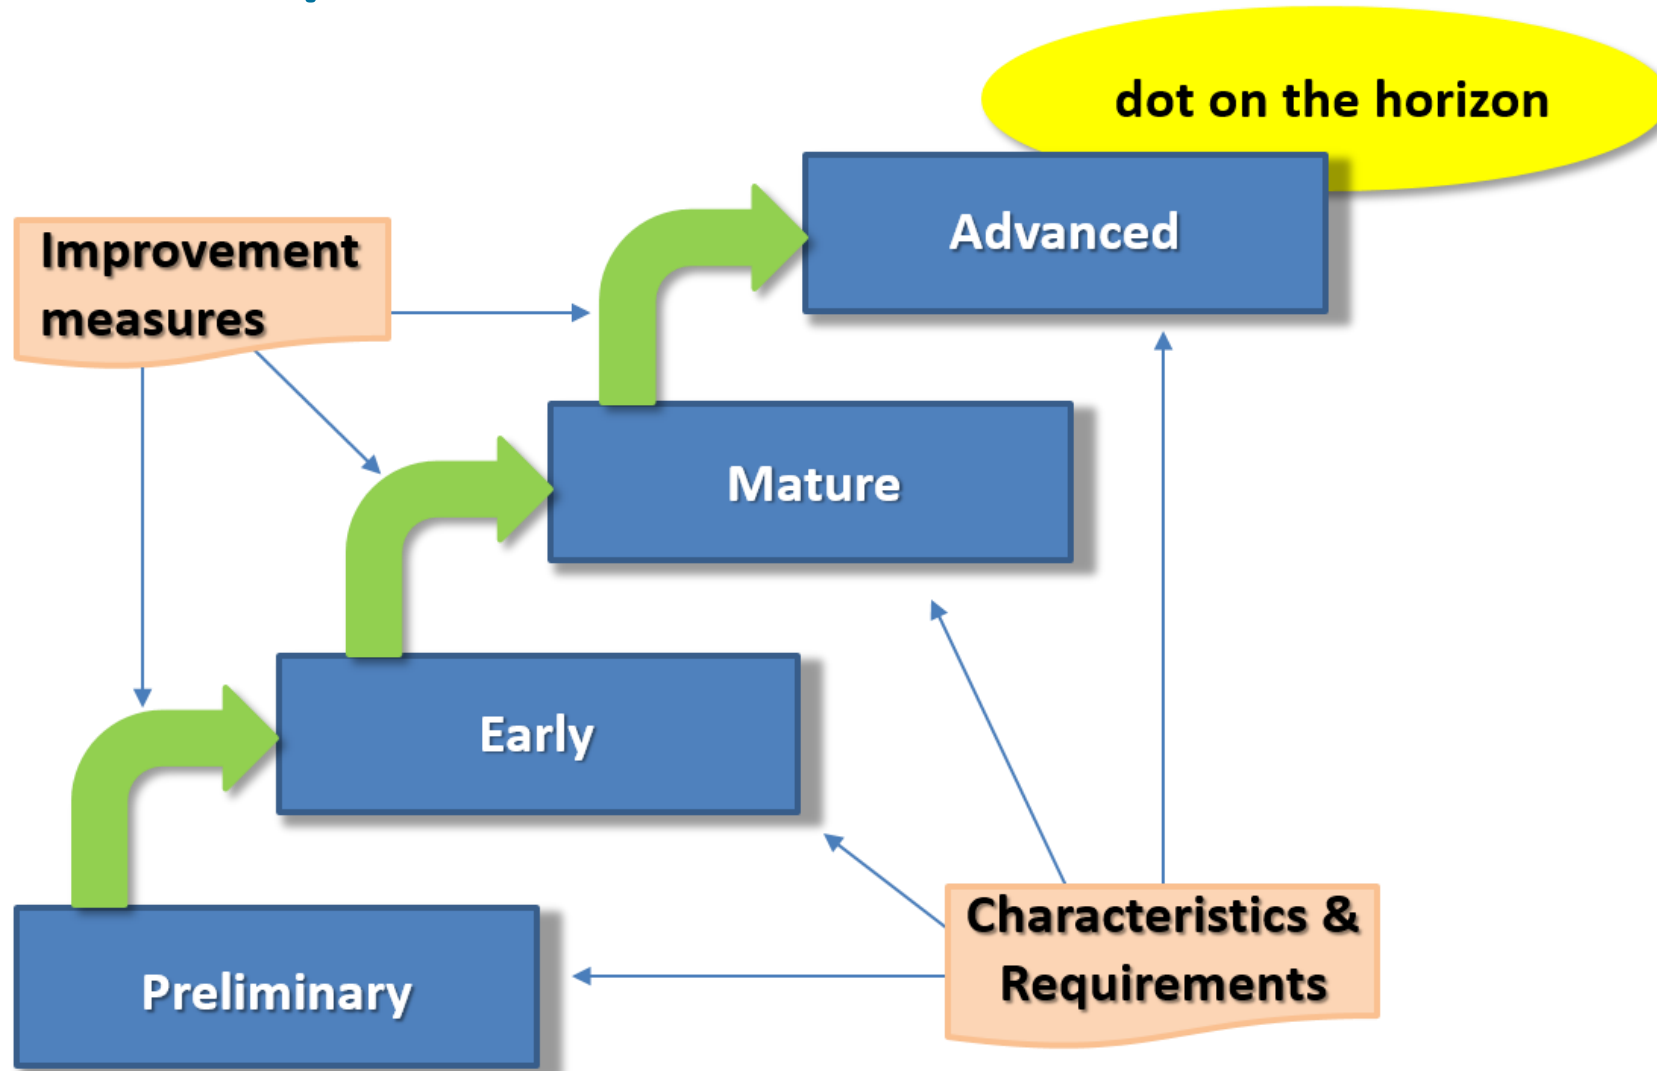 dot on the horizon
Advanced
Improvement
measures
Mature
Early
Characteristics &
Requirements
Preliminary